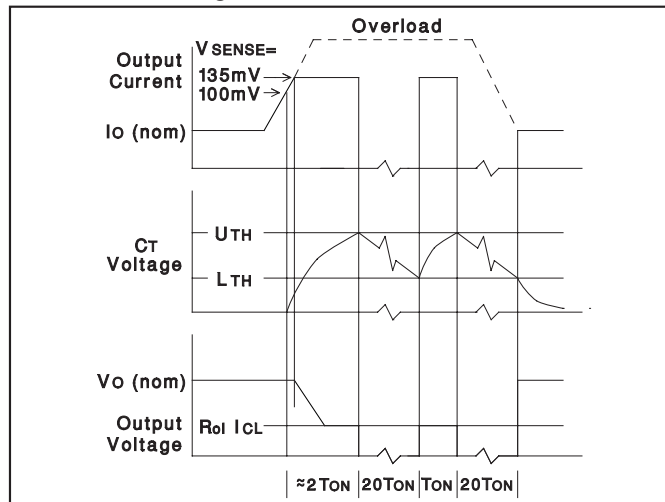 Overload
VSENSE=
Output
Current
135mV
100mV
IO (nom)
UTH
CT
Voltage
LTH
VO (nom)
Output
Voltage
Rol ICL
≈2TON 20TON TON 20TON